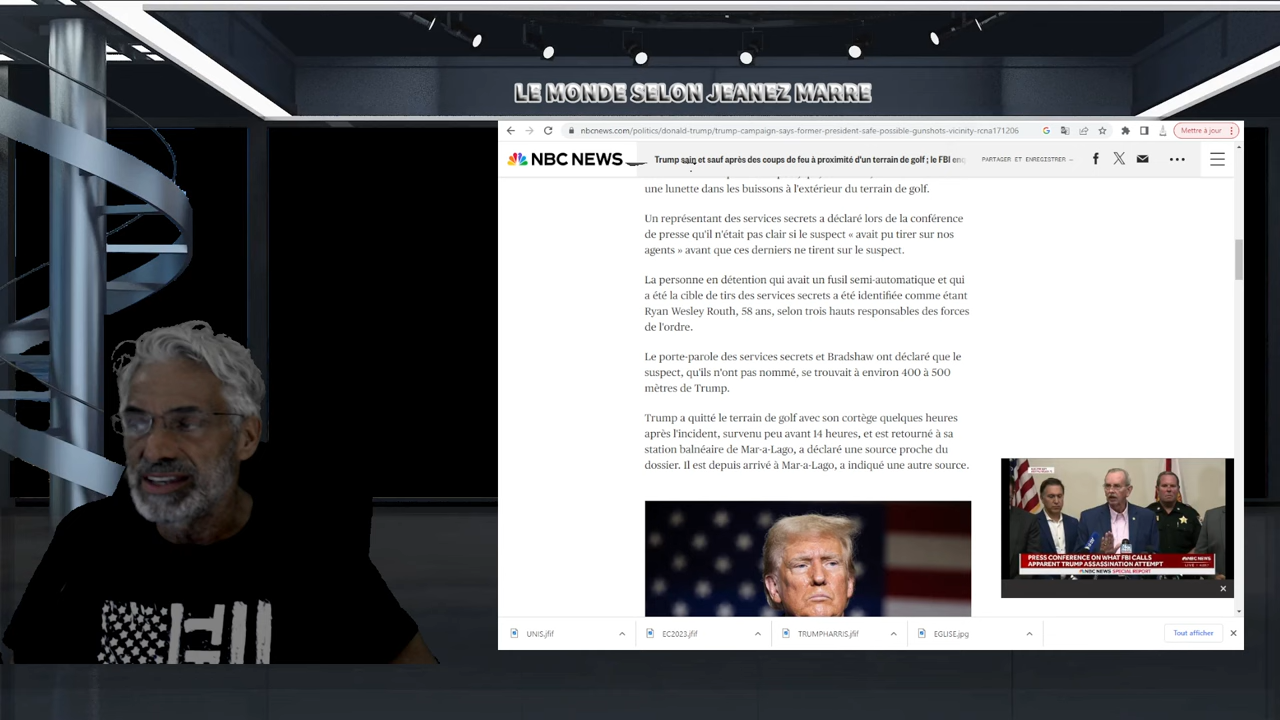 LE MONDE SELON JEANEZ MARRE
nbcnews.com/politics/donald-trump/trump-campaign-says-former-president-safe-possible-gunshots-vicinity-rcna171206
Mettre à jour
NBC NEWS
Trump sain et sauf après des coups de feu à proximité d'un terrain de golf ; le FBI enq
PARTAGER ET ENREGISTRER —
une lunette dans les buissons à l'extérieur du terrain de golf.
Un représentant des services secrets a déclaré lors de la conférence
de presse qu'il n'était pas clair si le suspect « avait pu tirer sur nos
agents » avant que ces derniers ne tirent sur le suspect.
La personne en détention qui avait un fusil semi-automatique et qui
a été la cible de tirs des services secrets a été identifiée comme étant
Ryan Wesley Routh, 58 ans, selon trois hauts responsables des forces
de l'ordre.
Le porte-parole des services secrets et Bradshaw ont déclaré que le
suspect, qu'ils n'ont pas nommé, se trouvait à environ 400 à 500
mètres de Trump.
Trump a quitté le terrain de golf avec son cortège quelques heures
après l'incident, survenu peu avant 14 heures, et est retourné à sa
station balnéaire de Mar-a-Lago, a déclaré une source proche du
dossier. Il est depuis arrivé à Mar-a-Lago, a indiqué une autre source.
PRESS CONFERENCE ON WHAT FBI CALLS
APPARENT TRUMP ASSASSINATION ATTEMPT
NBC NEWS SPECIAL REPORT
UNIS.jfif
EC2023.jfif
TRUMPHARRIS.jfif
EGLISE.jpg
Tout afficher